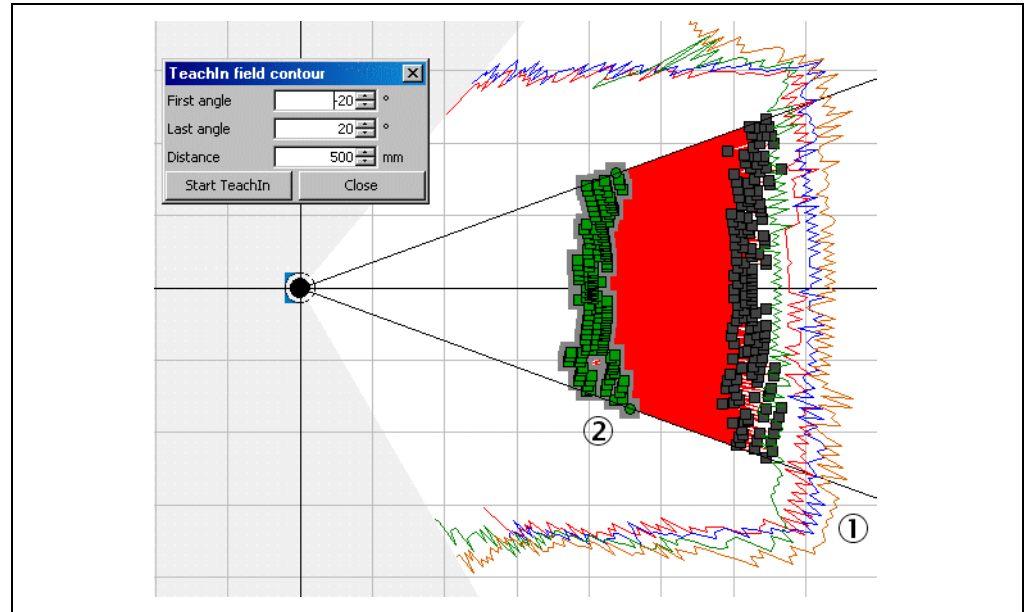 TeachIn field contour
First angle -20 °
Last angle 20 °
Distance 500 mm
Start TeachIn Close
②
①